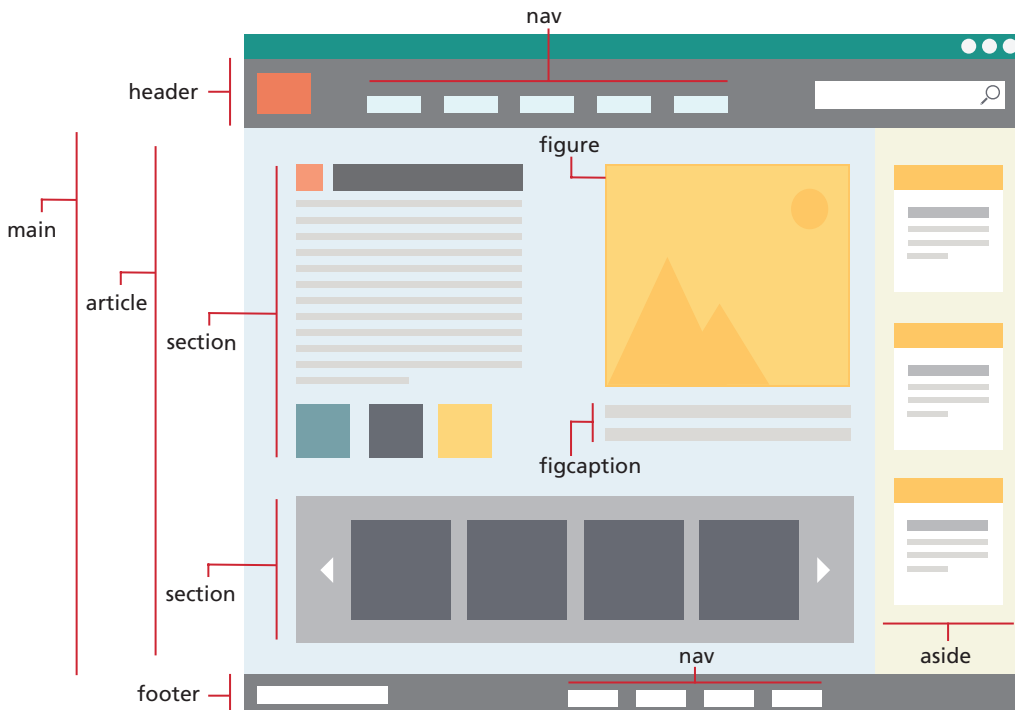 nav
header
figure
main
article
section
figcaption
section
nav
aside
footer